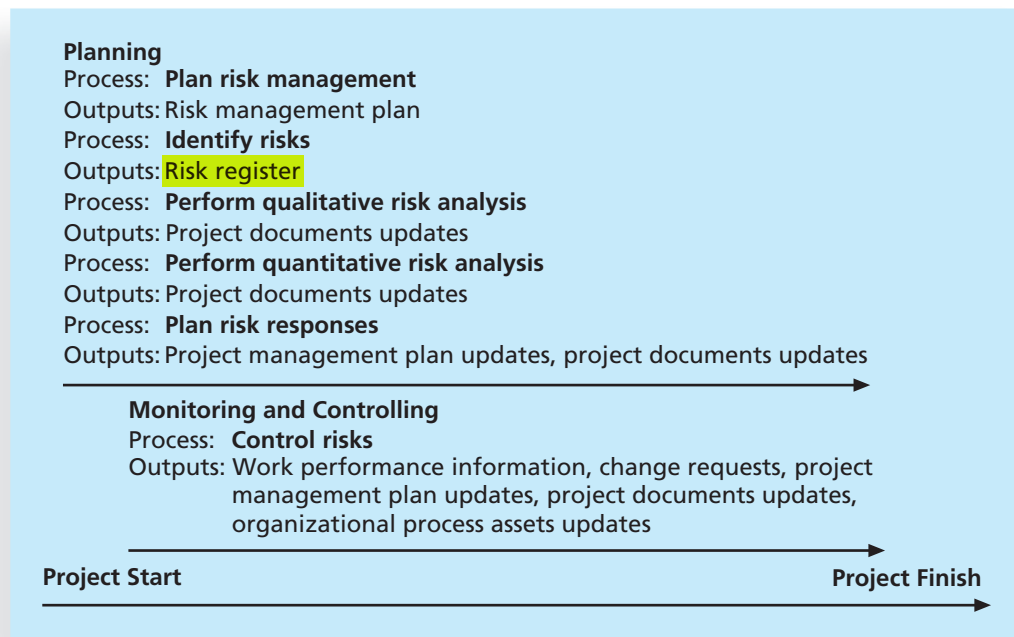 Planning
Process: Plan risk management
Outputs: Risk management plan
Process: Identify risks
Outputs: Risk register
Process: Perform qualitative risk analysis
Outputs: Project documents updates
Process: Perform quantitative risk analysis
Outputs: Project documents updates
Process: Plan risk responses
Outputs: Project management plan updates, project documents updates
Monitoring and Controlling
Process: Control risks
Outputs: Work performance information, change requests, project
management plan updates, project documents updates,
organizational process assets updates
Project Start
Project Finish